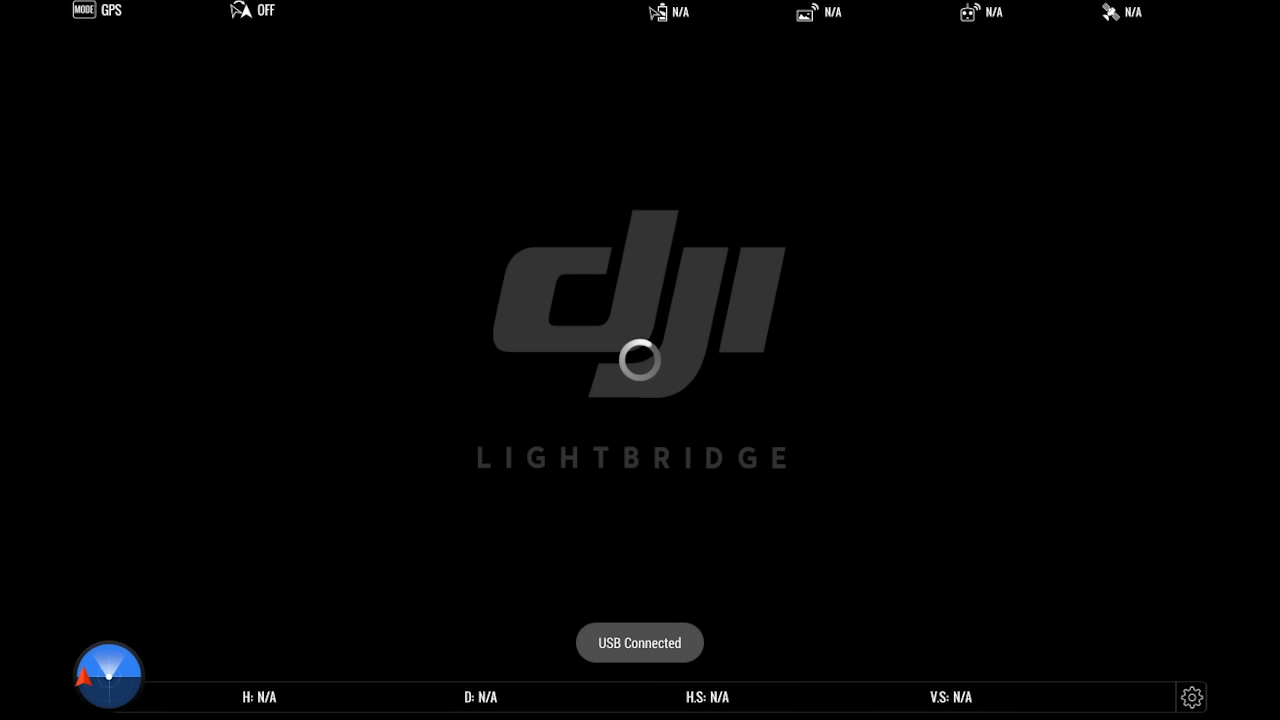 MODE GPS OFF N/A N/A N/A N/A
dji
LIGHTBRIDGE
USB Connected
H: N/A D: N/A H.S: N/A V.S: N/A